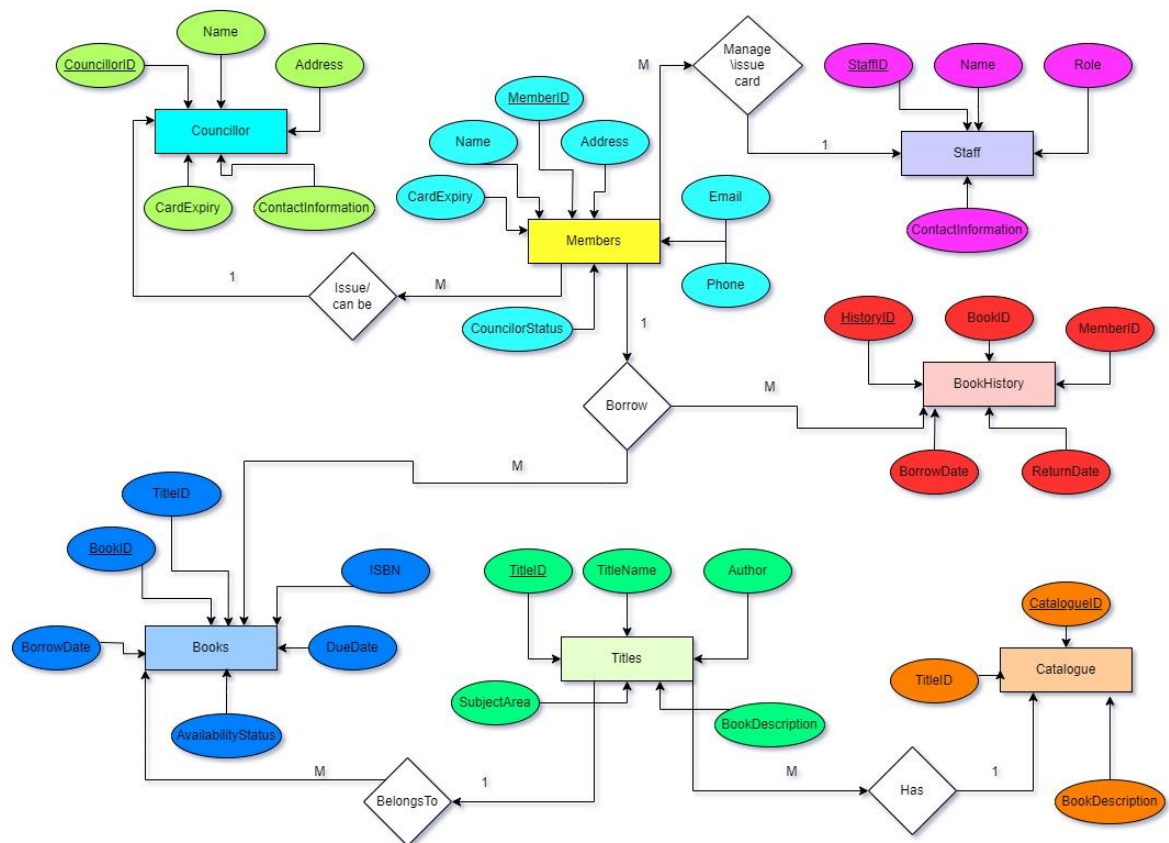 Name
CouncillorID
Address
Councillor
CardExpiry
ContactInformation
1
Issue/
can be
M
MemberID
Name
Address
CardExpiry
Members
Email
Phone
CouncilorStatus
M
Manage
\issue
card
1
StaffID
Name
Role
Staff
ContactInformation
1
Borrow
M
M
HistoryID
BookID
MemberID
BookHistory
BorrowDate
ReturnDate
TitleID
BookID
ISBN
BorrowDate
Books
DueDate
AvailabilityStatus
M
BelongsTo
1
TitleID
TitleName
Author
Titles
SubjectArea
BookDescription
M
Has
1
CatalogueID
TitleID
Catalogue
BookDescription